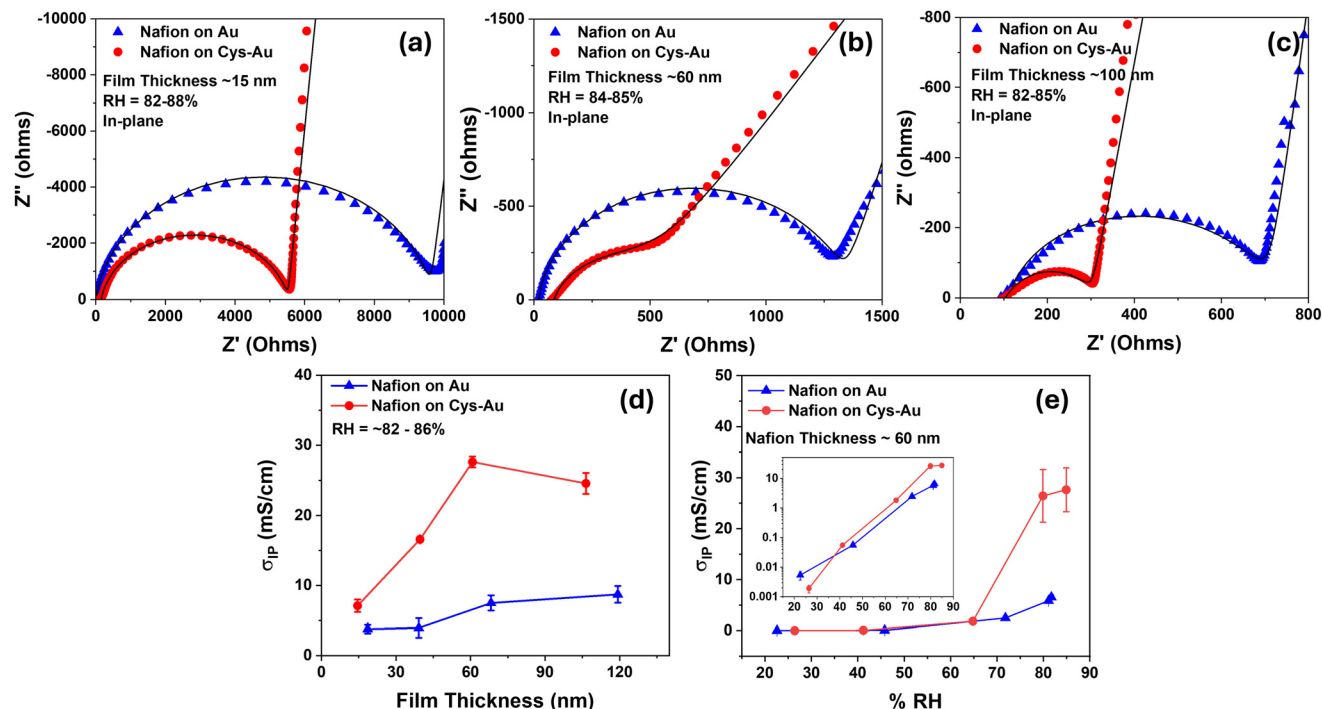 (a)
Nafion on Au
Nafion on Cys-Au
Film Thickness ~15 nm
RH = 82-88%
In-plane
-10000
-8000
-6000
-4000
-2000
0
Z'' (ohms)
0 2000 4000 6000 8000 10000
Z' (Ohms)
(b)
Nafion on Au
Nafion on Cys-Au
Film Thickness ~60 nm
RH = 84-85%
In-plane
-1500
-1000
-500
0
Z'' (ohms)
0 500 1000 1500
Z' (Ohms)
(c)
Nafion on Au
Nafion on Cys-Au
Film Thickness ~100 nm
RH = 82-85%
In-plane
-800
-600
-400
-200
0
Z'' (ohms)
200 400 600 800
Z' (Ohms)
(d)
Nafion on Au
Nafion on Cys-Au
RH = ~82 - 86%
40
30
20
10
0
σIP (mS/cm)
0 30 60 90 120
Film Thickness (nm)
(e)
Nafion on Au
Nafion on Cys-Au
Nafion Thickness ~ 60 nm
50
40
30
20
10
0
σIP (mS/cm)
10
1
0.1
0.01
0.001
20 30 40 50 60 70 80 90
20 30 40 50 60 70 80 90
% RH